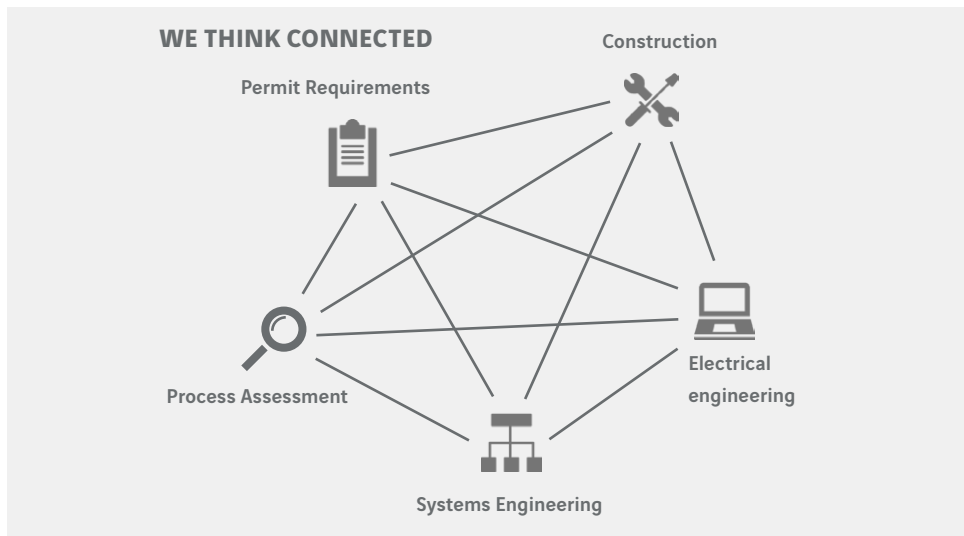 WE THINK CONNECTED
Construction
Permit Requirements
Electrical
engineering
Process Assessment
Systems Engineering